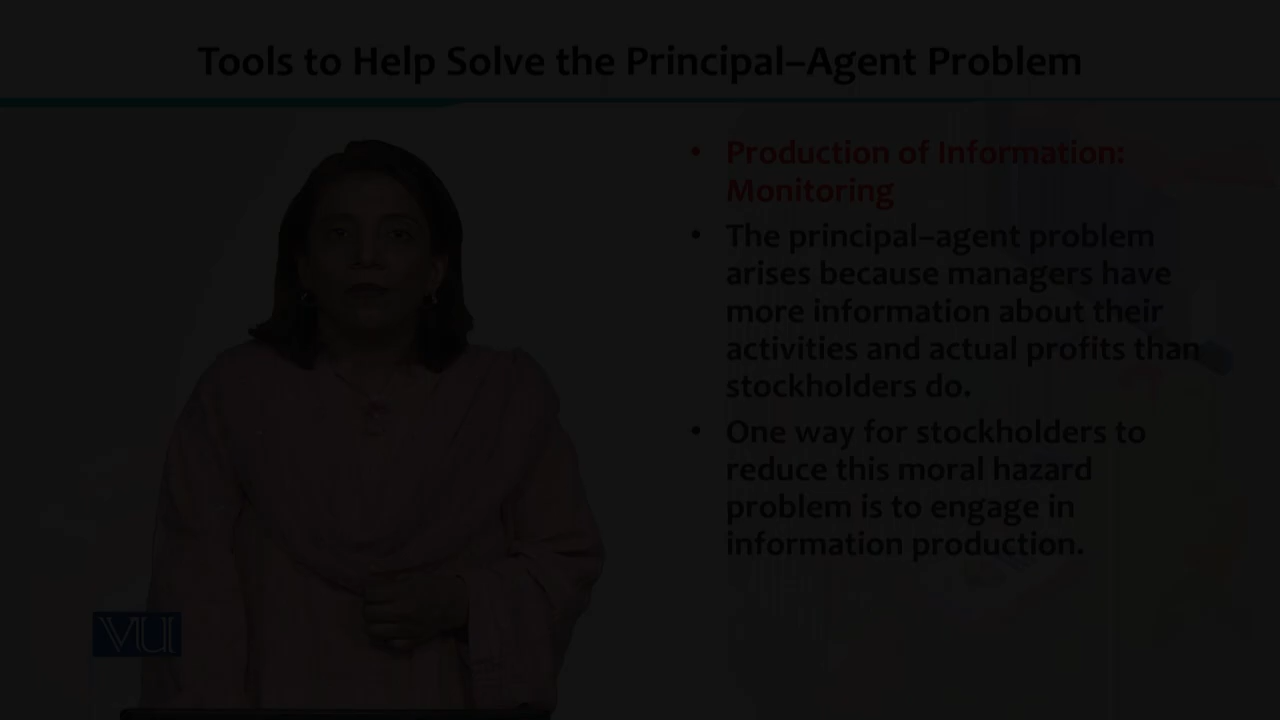 Tools to Help Solve the Principal–Agent Problem
• Production of Information:
Monitoring
• The principal–agent problem
arises because managers have
more information about their
activities and actual profits than
stockholders do.
• One way for stockholders to
reduce this moral hazard
problem is to engage in
information production.
VU